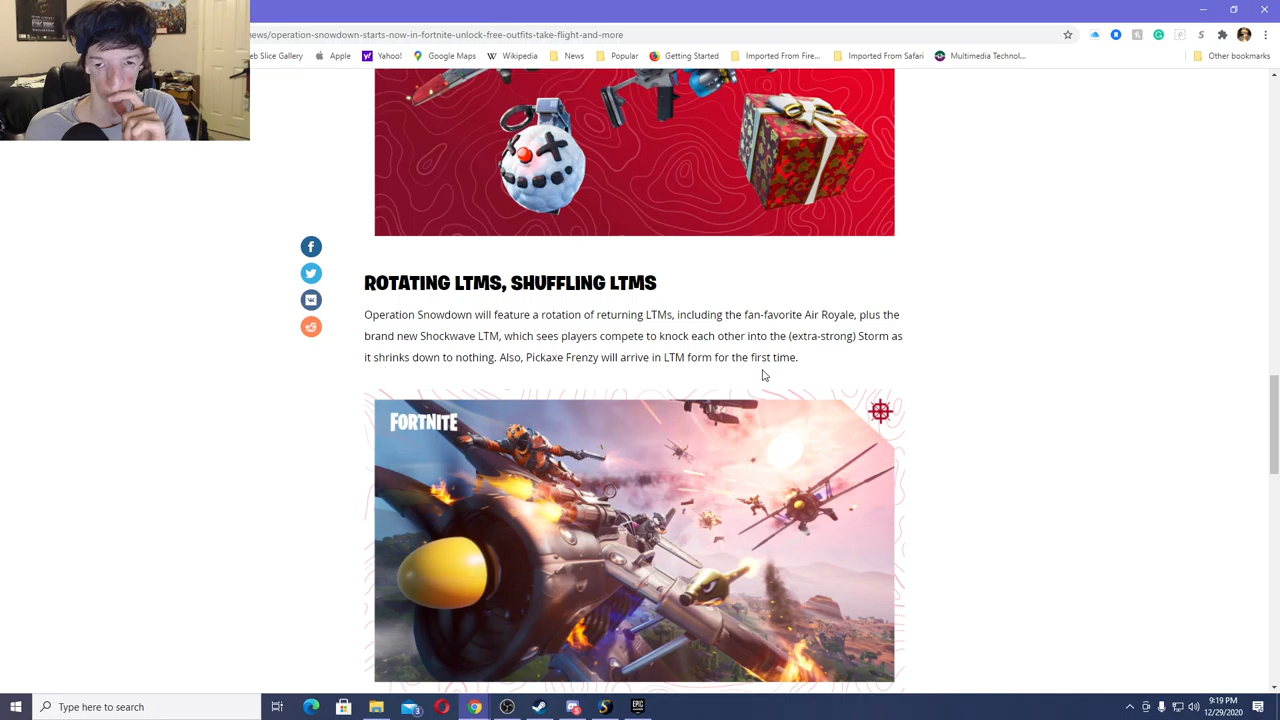 news/operation-snowdown-starts-now-in-fortnite-unlock-free-outfits-take-flight-and-more
eb Slice Gallery Apple Yahoo! Google Maps Wikipedia News Popular Getting Started Imported From Fire... Imported From Safari Multimedia Technol... Other bookmarks
ROTATING LTMS, SHUFFLING LTMS
Operation Snowdown will feature a rotation of returning LTMs, including the fan-favorite Air Royale, plus the
brand new Shockwave LTM, which sees players compete to knock each other into the (extra-strong) Storm as
it shrinks down to nothing. Also, Pickaxe Frenzy will arrive in LTM form for the first time.
FORTNITE
Type here to search
3
5
EPIC
GAMES
9:19 PM
12/29/2020